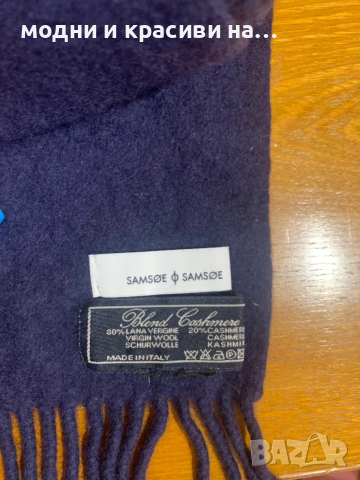 модни и красиви на...
SAMSØE ϕ SAMSØE
Blend Cashmere
80% LANA VERGINE 20% CASHMERE
VIRGIN WOOL CASHMERE
SCHURWOLLE KASHMIR
MADE IN ITALY
BAZAR
bg